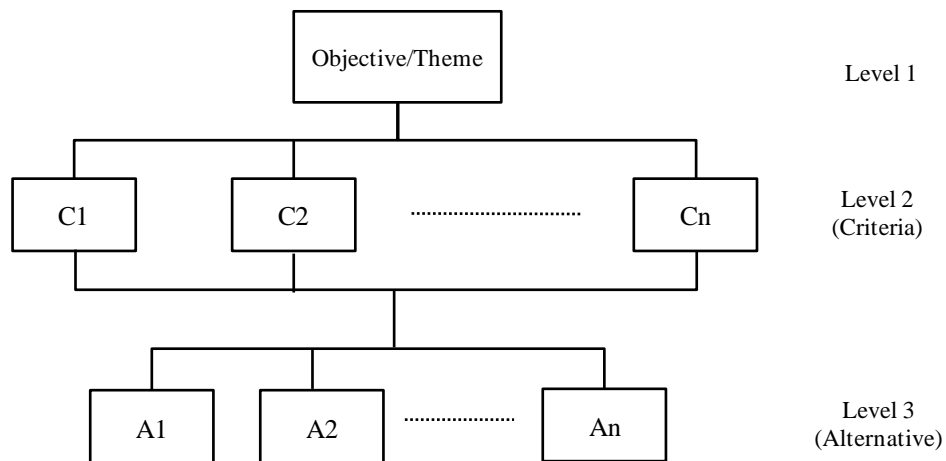 Objective/Theme
Level 1
C1
C2
Cn
Level 2
(Criteria)
A1
A2
An
Level 3
(Alternative)